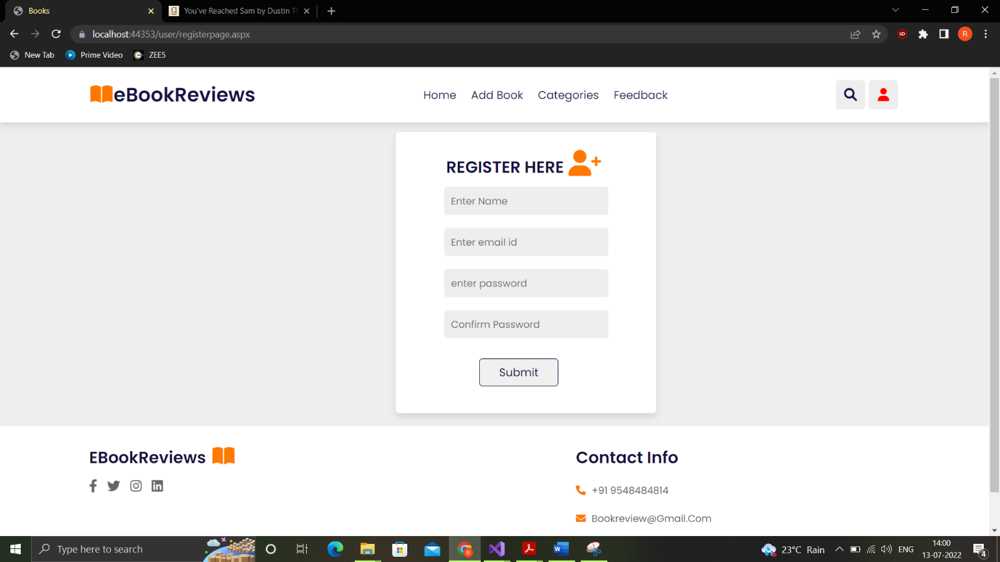 Books
You've Reached Sam by Dustin T
localhost:44353/user/registerpage.aspx
R
New Tab
Prime Video
ZEE5
eBookReviews
Home
Add Book
Categories
Feedback
REGISTER HERE
Enter Name
Enter email id
enter password
Confirm Password
Submit
EBookReviews
Contact Info
+91 9548484814
Bookreview@Gmail.Com
Type here to search
23°C Rain
ENG
14:00
13-07-2022
4